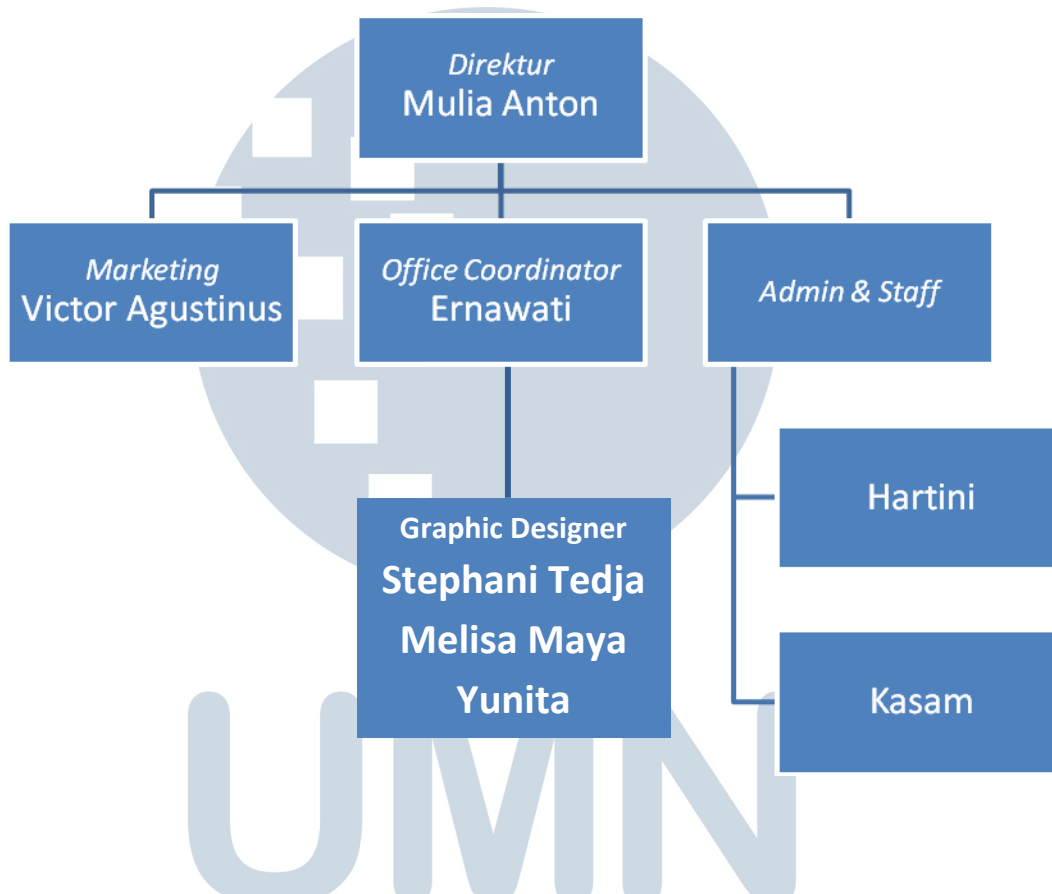 Direktur
Mulia Anton
Marketing
Victor Agustinus
Office Coordinator
Ernawati
Admin & Staff
Hartini
Graphic Designer
Stephani Tedja
Melisa Maya
Yunita
Kasam
UMN